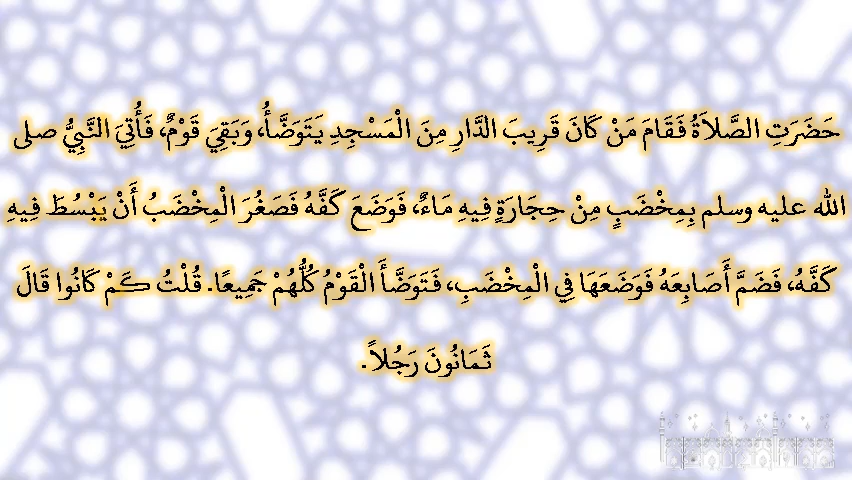 حَضَرَتِ الصَّلاَةُ فَقَامَ مَنْ كَانَ قَرِيبَ الدَّارِ مِنَ الْمَسْجِدِ يَتَوَضَّأُ، وَبَقِيَ قَوْمٌ، فَأُتِيَ النَّبِيُّ صلى
الله عليه وسلم بِمِخْضَبٍ مِنْ حِجَارَةٍ فِيهِ مَاءٌ، فَوَضَعَ كَفَّهُ فَصَغُرَ الْمِخْضَبُ أَنْ يَبْسُطَ فِيهِ
كَفَّهُ، فَضَمَّ أَصَابِعَهُ فَوَضَعَهَا فِي الْمِخْضَبِ، فَتَوَضَّأَ الْقَوْمُ كُلُّهُمْ جَمِيعًا. قُلْتُ كَمْ كَانُوا قَالَ
ثَمَانُونَ رَجُلاً.